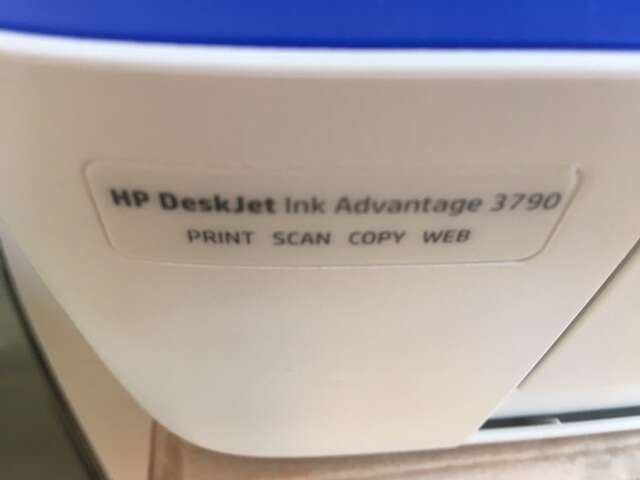 HP DeskJet Ink Advantage 3790
PRINT SCAN COPY WEB